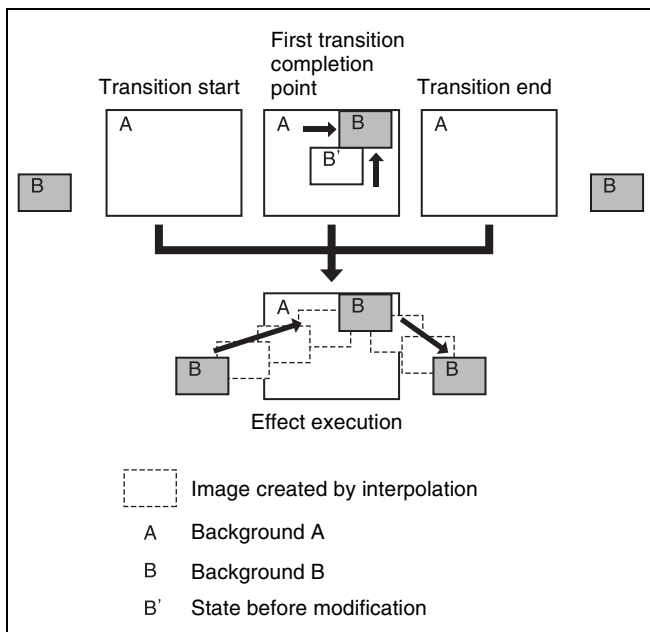 First transition
completion
point
Transition start
Transition end
A
A
B
B'
A
B
B
A
B
B
B
Effect execution
Image created by interpolation
A Background A
B Background B
B' State before modification